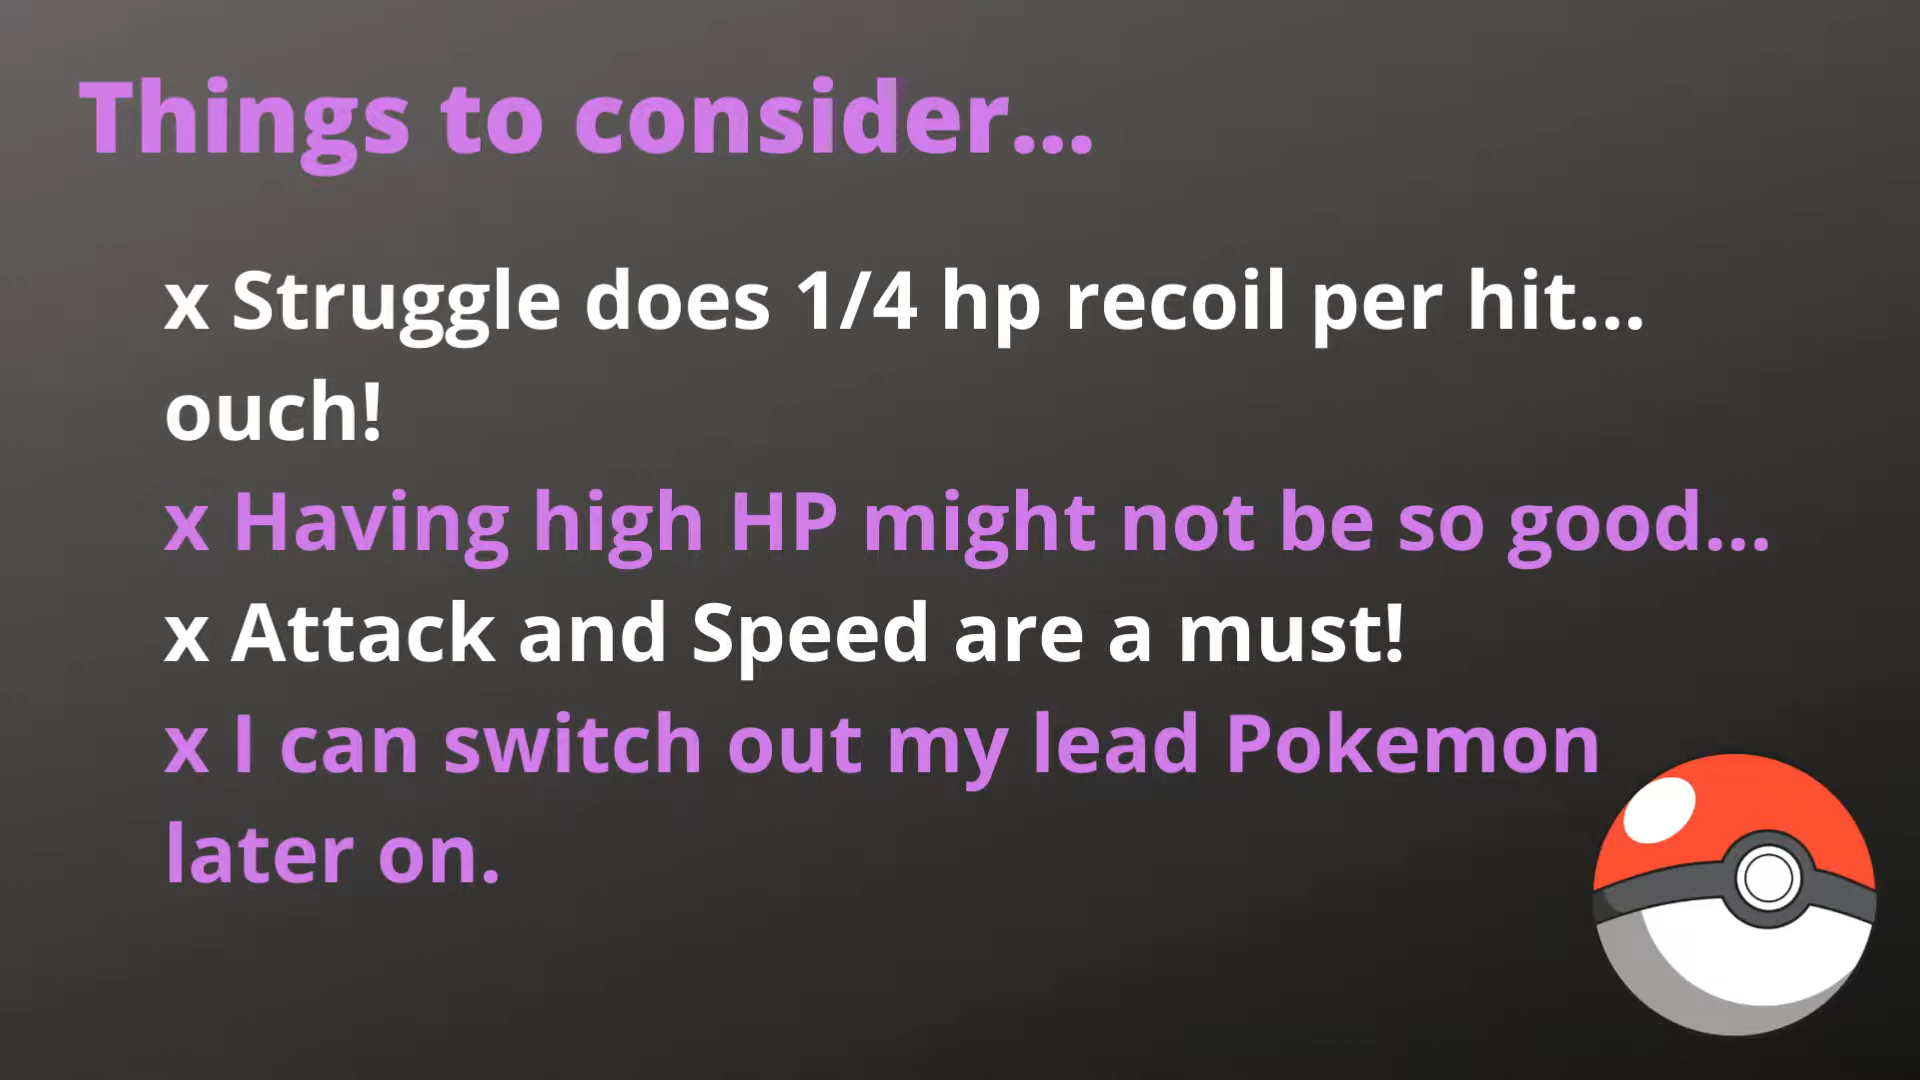 Things to consider...
x Struggle does 1/4 hp recoil per hit...
ouch!
x Having high HP might not be so good...
x Attack and Speed are a must!
x I can switch out my lead Pokemon
later on.